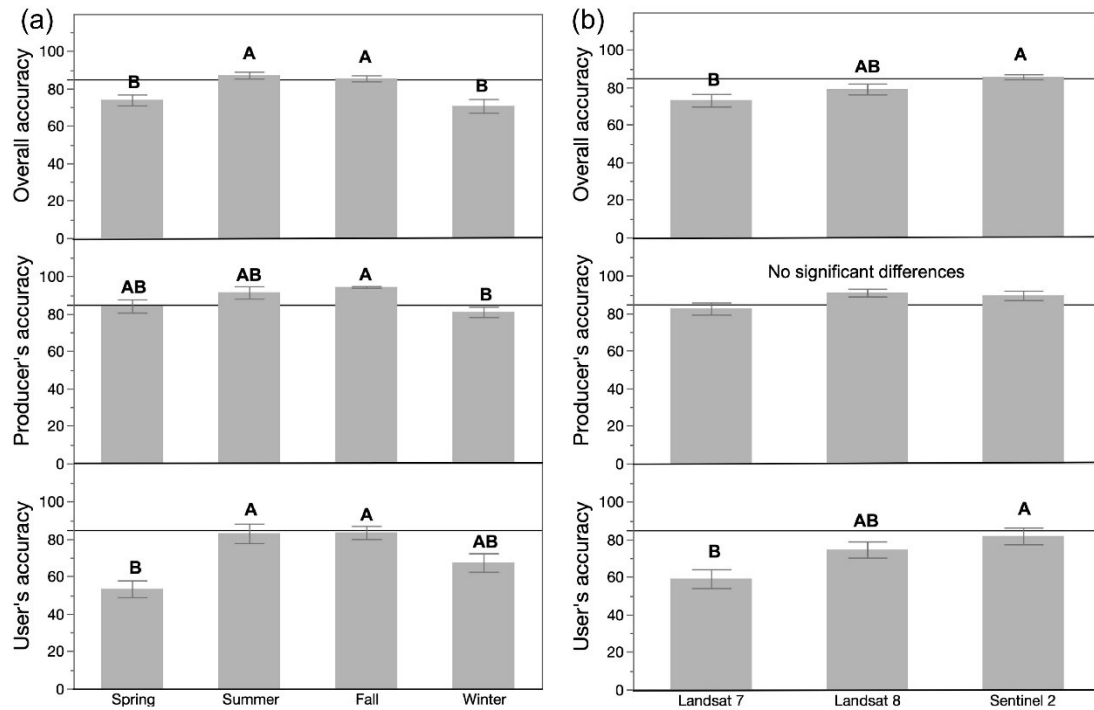 (a)
Overall accuracy
100
80
60
40
20
0
B
A
A
B
Producer's accuracy
100
80
60
40
20
0
AB
AB
A
B
User's accuracy
100
80
60
40
20
0
B
A
A
AB
Spring Summer Fall Winter
(b)
Overall accuracy
100
80
60
40
20
0
B
AB
A
Producer's accuracy
100
80
60
40
20
0
No significant differences
User's accuracy
100
80
60
40
20
0
B
AB
A
Landsat 7 Landsat 8 Sentinel 2